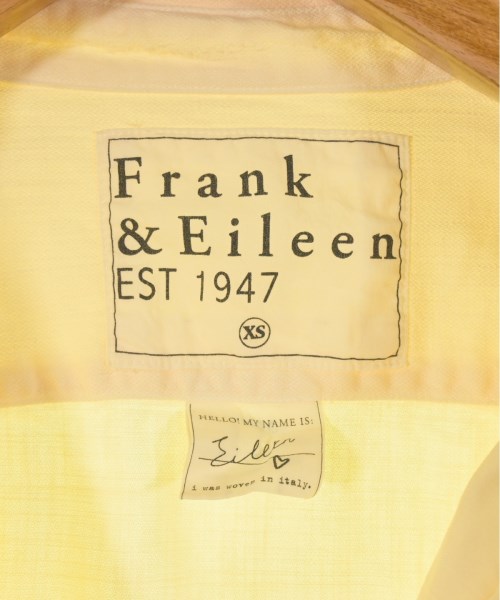 Frank
& Eileen
EST 1947
XS
HELLO! MY NAME IS:
Eileen
i was woven in italy.